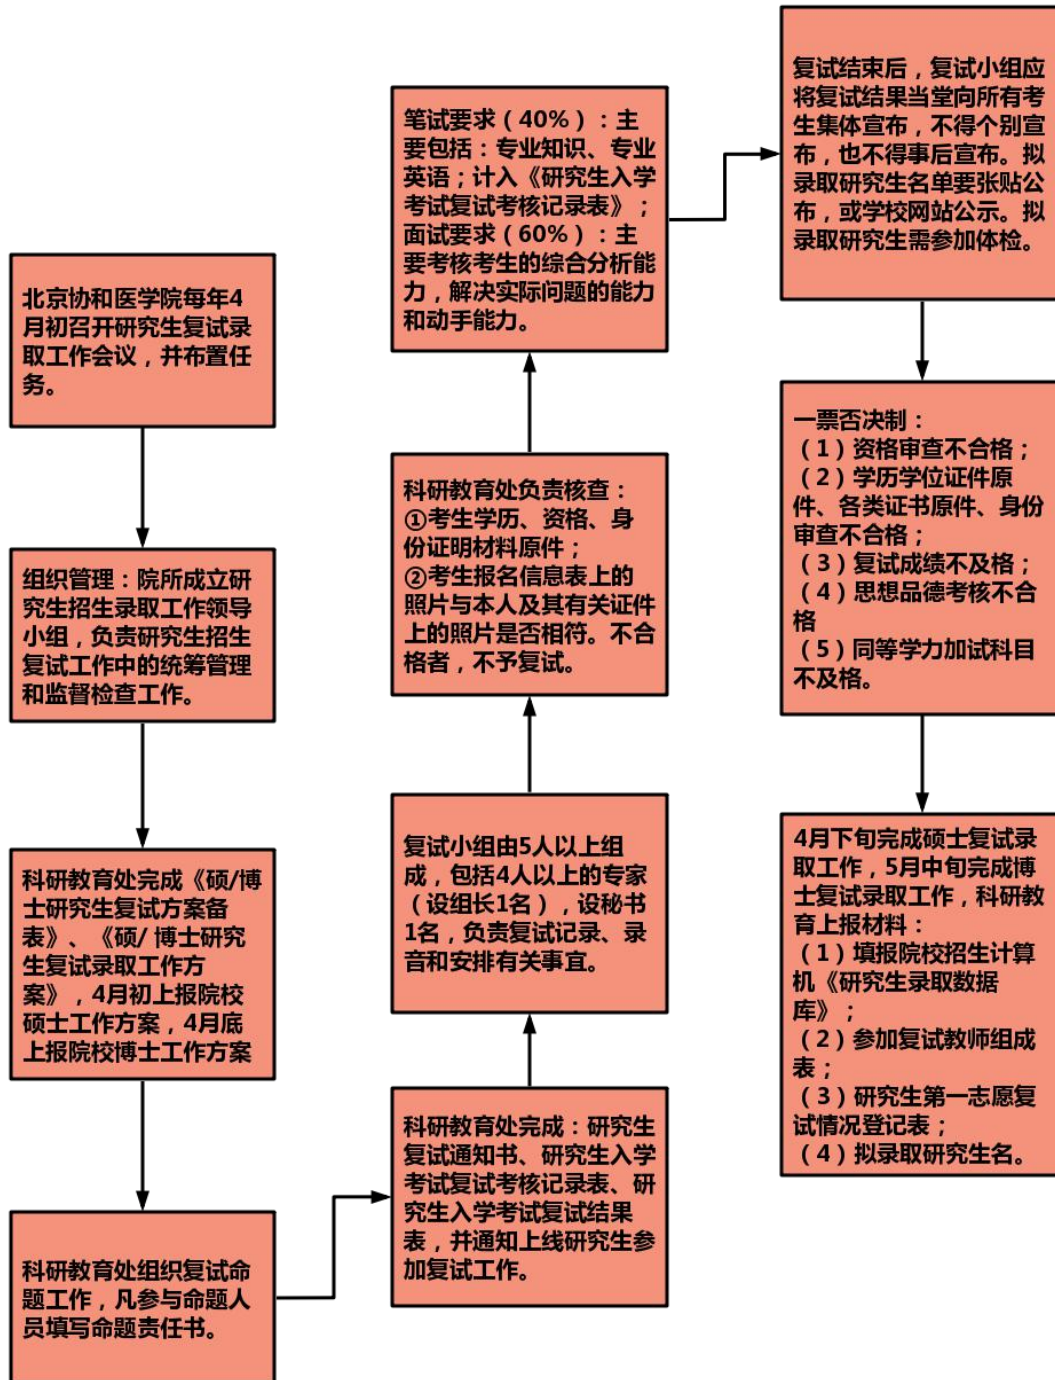 北京协和医学院每年4
月初召开研究生复试录
取工作会议，并布置任
务。
组织管理：院所成立研
究生招生录取工作领导
小组，负责研究生招生
复试工作中的统筹管理
和监督检查工作。
科研教育处完成《硕/博
士研究生复试方案备
表》、《硕/ 博士研究
生复试录取工作方
案》，4月初上报院校
硕士工作方案，4月底
上报院校博士工作方案
科研教育处组织复试命
题工作，凡参与命题人
员填写命题责任书。
科研教育处完成：研究生
复试通知书、研究生入学
考试复试考核记录表、研
究生入学考试复试结果
表，并通知上线研究生参
加复试工作。
复试小组由5人以上组
成，包括4人以上的专家
（设组长1名），设秘书
1名，负责复试记录、录
音和安排有关事宜。
科研教育处负责核查：
①考生学历、资格、身
份证明材料原件；
②考生报名信息表上的
照片与本人及其有关证件
上的照片是否相符。不合
格者，不予复试。
笔试要求（40%）：主
要包括：专业知识、专业
英语；计入《研究生入学
考试复试考核记录表》；
面试要求（60%）：主
要考核考生的综合分析能
力，解决实际问题的能力
和动手能力。
复试结束后，复试小组应
将复试结果当堂向所有考
生集体宣布，不得个别宣
布，也不得事后宣布。拟
录取研究生名单要张贴公
布，或学校网站公示。拟
录取研究生需参加体检。
一票否决制：
（1）资格审查不合格；
（2）学历学位证件原
件、各类证书原件、身份
审查不合格；
（3）复试成绩不及格；
（4）思想品德考核不合
格
（5）同等学力加试科目
不及格。
4月下旬完成硕士复试录
取工作，5月中旬完成博
士复试录取工作，科研教
育上报材料：
（1）填报院校招生计算
机《研究生录取数据
库》；
（2）参加复试教师组成
表；
（3）研究生第一志愿复
试情况登记表；
（4）拟录取研究生名。